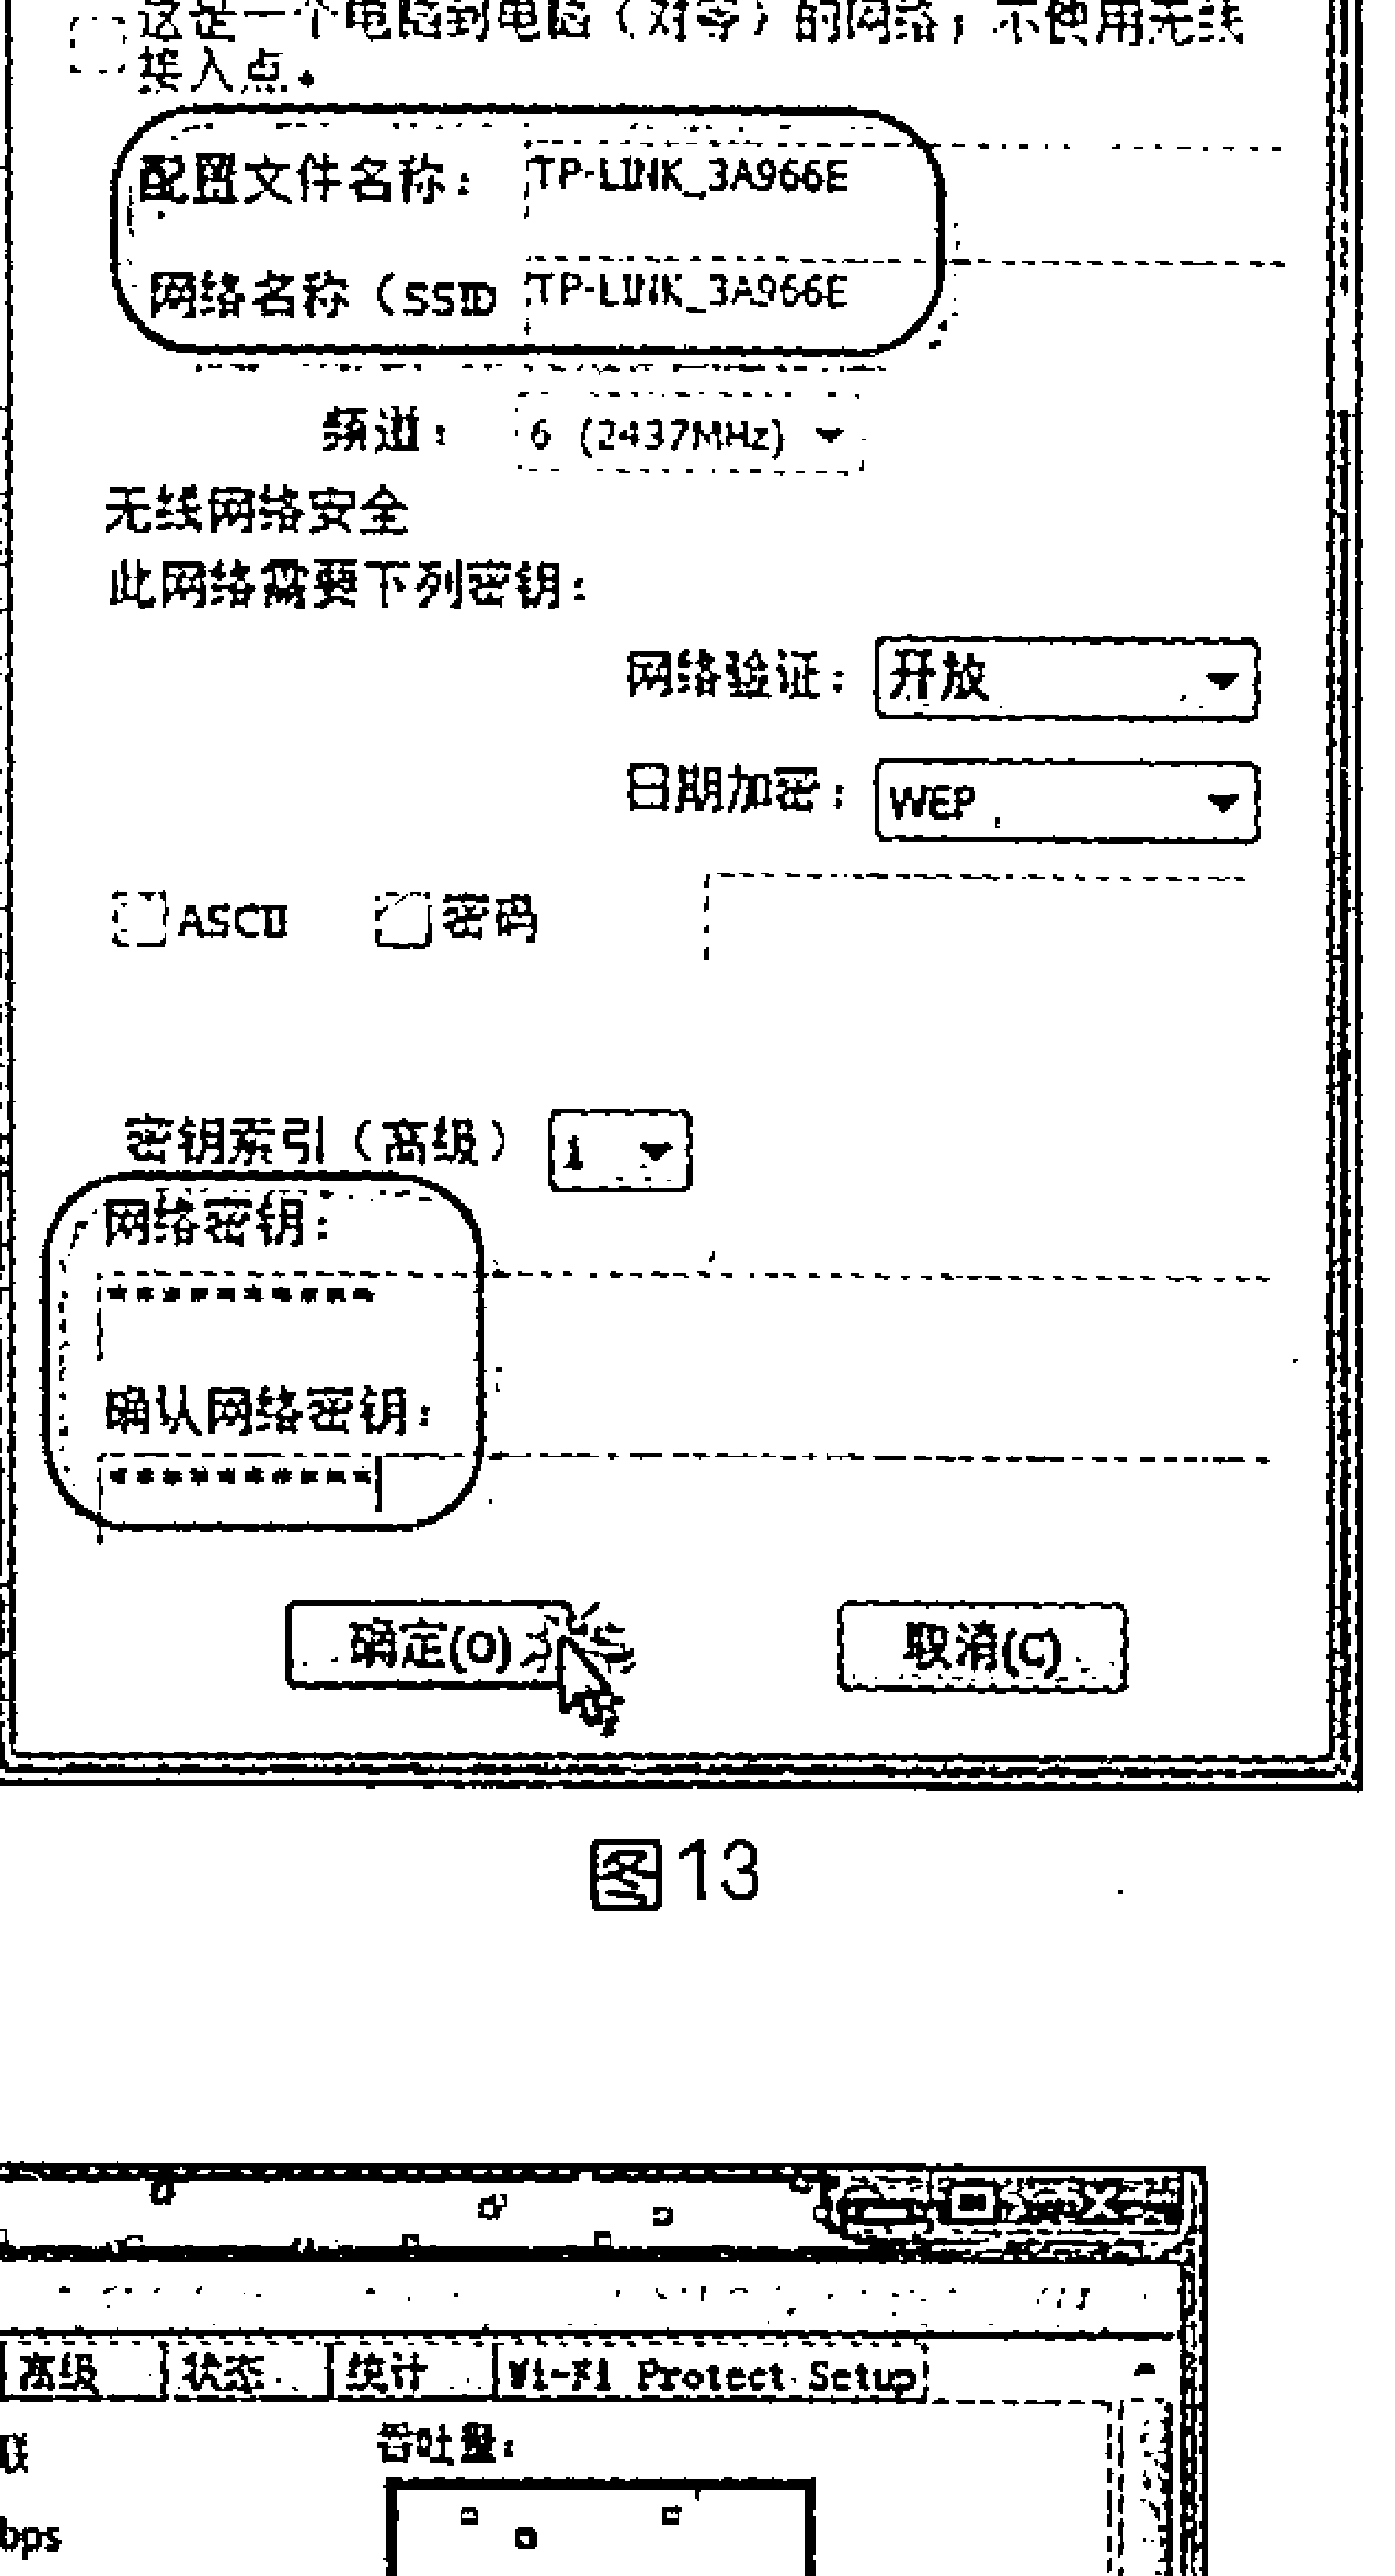 这是一个电脑到电脑（对等）的网络；不使用无线
接入点。
配置文件名称： TP-LINK_3A966E
网络名称（SSID TP-LINK_3A966E
频道： 6 (2437MHz)
无线网络安全
此网络需要下列密钥：
网络验证： 开放
日期加密： WEP
ASCII 密码
密钥索引（高级） 1
网络密钥：
**********
确认网络密钥：
**********
确定(O) 取消(C)
图13
高级 状态 统计 Wi-Fi Protect Setup
吞吐量：
bps